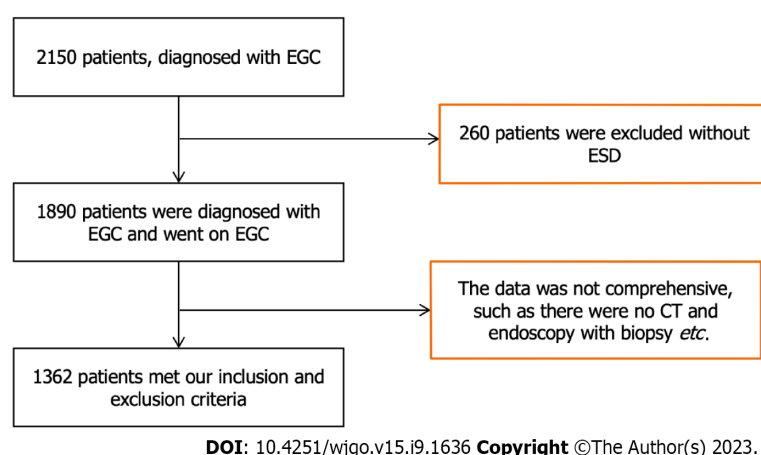 2150 patients, diagnosed with EGC
260 patients were excluded without
ESD
1890 patients were diagnosed with
EGC and went on EGC
The data was not comprehensive,
such as there were no CT and
endoscopy with biopsy etc.
1362 patients met our inclusion and
exclusion criteria
DOI: 10.4251/wjgo.v15.i9.1636 Copyright ©The Author(s) 2023.